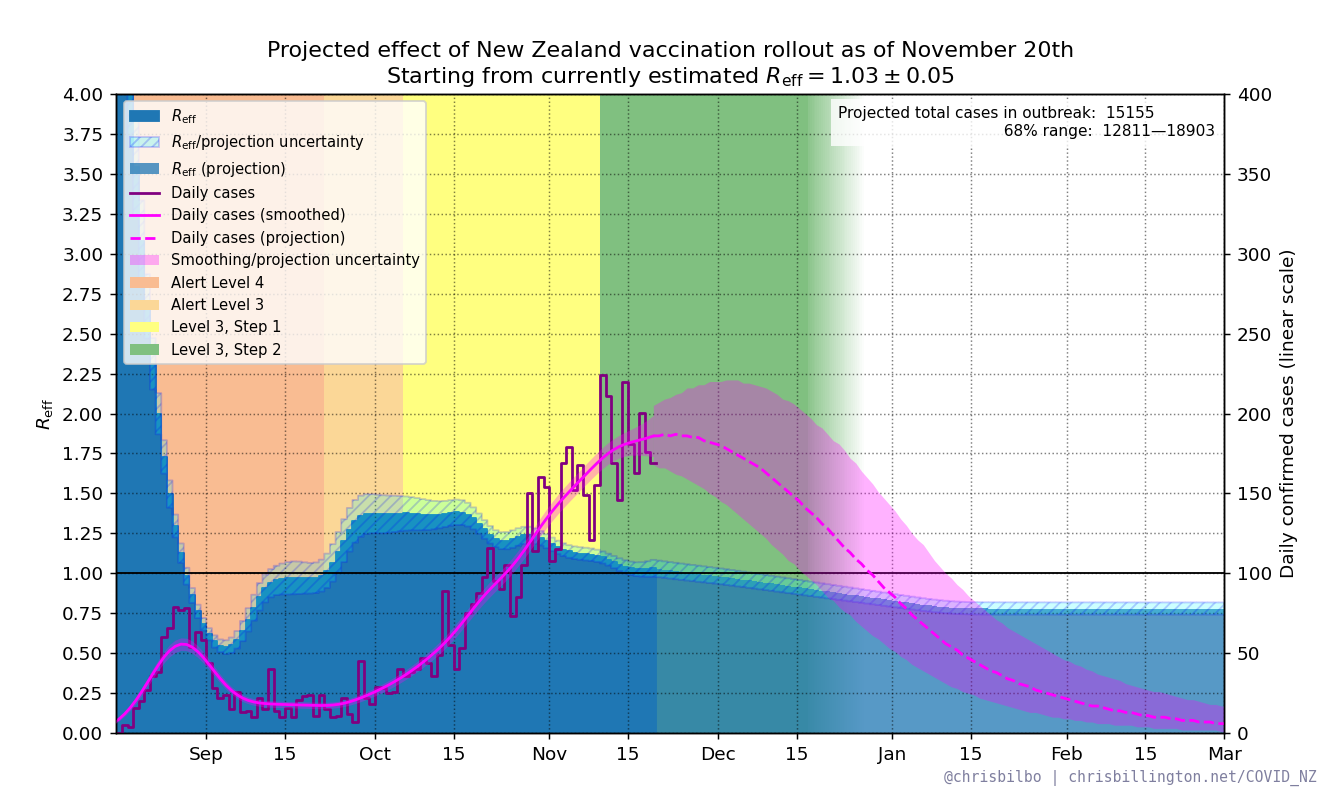 Projected effect of New Zealand vaccination rollout as of November 20th
Starting from currently estimated Reff = 1.03 ± 0.05
4.00
3.75
3.50
3.25
3.00
2.75
2.50
2.25
2.00
1.75
1.50
1.25
1.00
0.75
0.50
0.25
0.00
Reff
Reff
Reff/projection uncertainty
Reff (projection)
Daily cases
Daily cases (smoothed)
Daily cases (projection)
Smoothing/projection uncertainty
Alert Level 4
Alert Level 3
Level 3, Step 1
Level 3, Step 2
Projected total cases in outbreak: 15155
68% range: 12811—18903
400
350
300
250
200
150
100
50
0
Daily confirmed cases (linear scale)
Sep 15 Oct 15 Nov 15 Dec 15 Jan 15 Feb 15 Mar
@chrisbilbo | chrisbillington.net/COVID_NZ